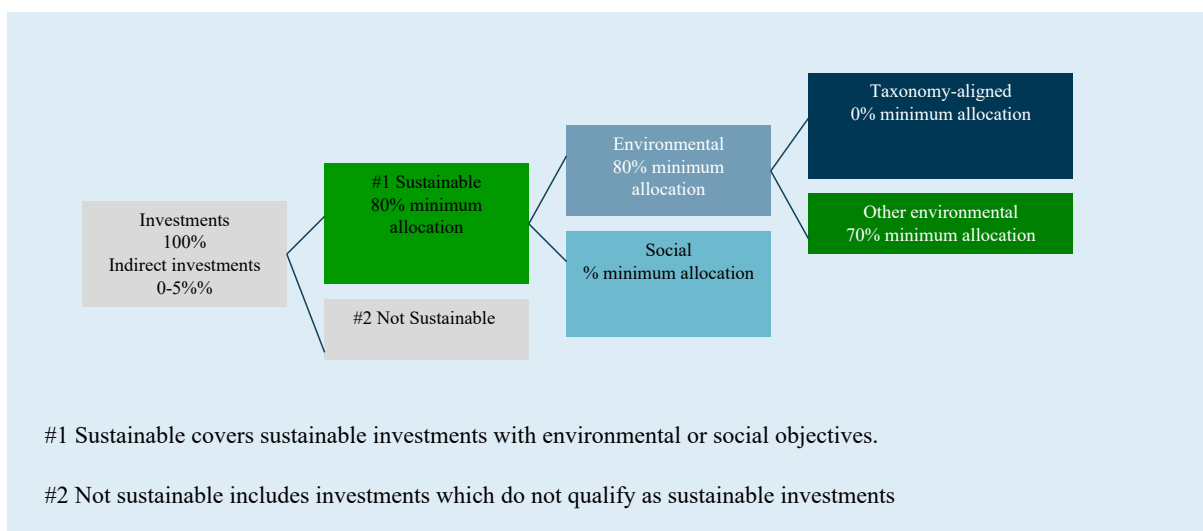 Investments
100%
Indirect investments
0-5%%
#1 Sustainable
80% minimum
allocation
#2 Not Sustainable
Environmental
80% minimum
allocation
Social
% minimum allocation
Taxonomy-aligned
0% minimum allocation
Other environmental
70% minimum allocation
#1 Sustainable covers sustainable investments with environmental or social objectives.
#2 Not sustainable includes investments which do not qualify as sustainable investments